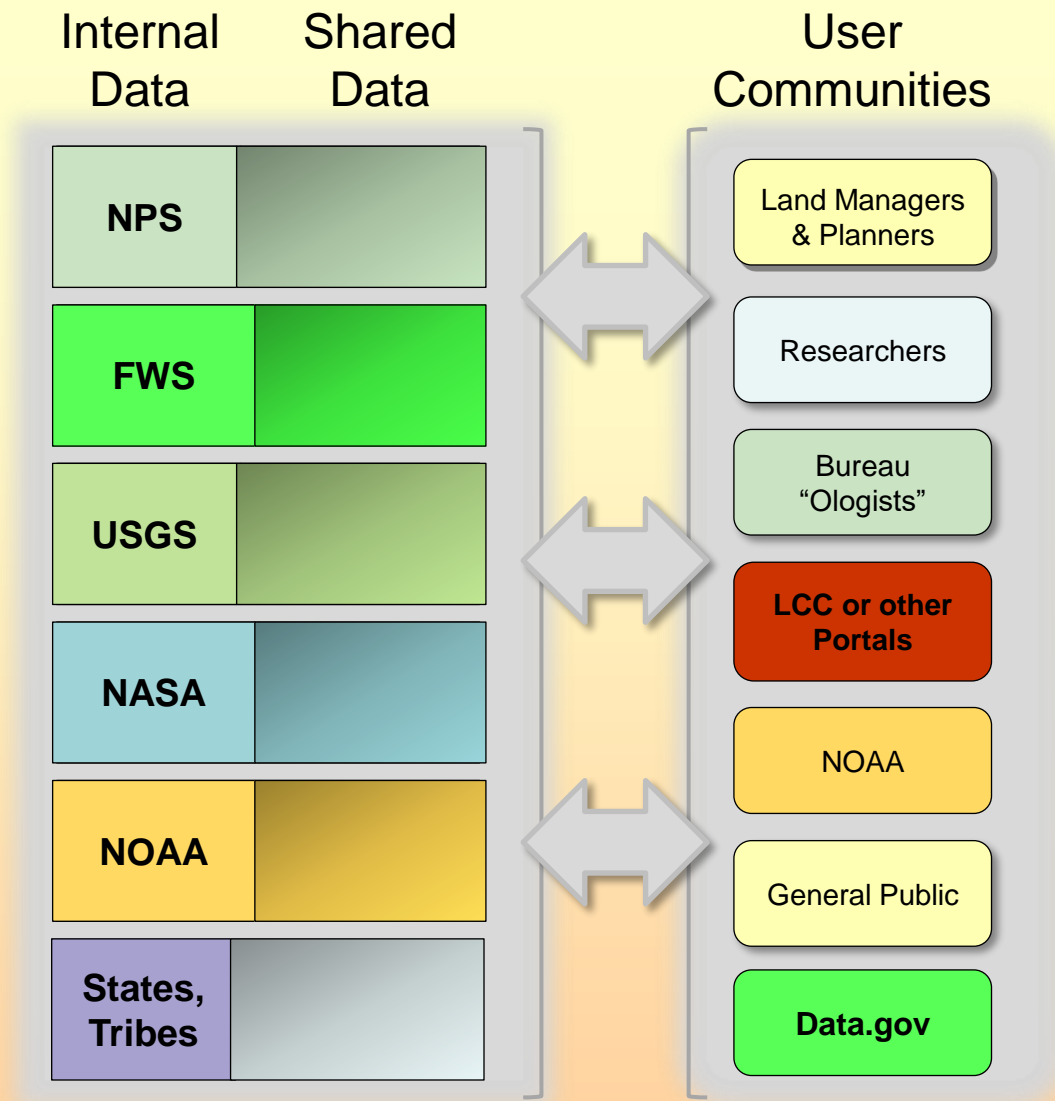 Internal
Data
Shared
Data
User
Communities
NPS
FWS
USGS
NASA
NOAA
States,
Tribes
Land Managers
& Planners
Researchers
Bureau
“Ologists”
LCC or other
Portals
NOAA
General Public
Data.gov